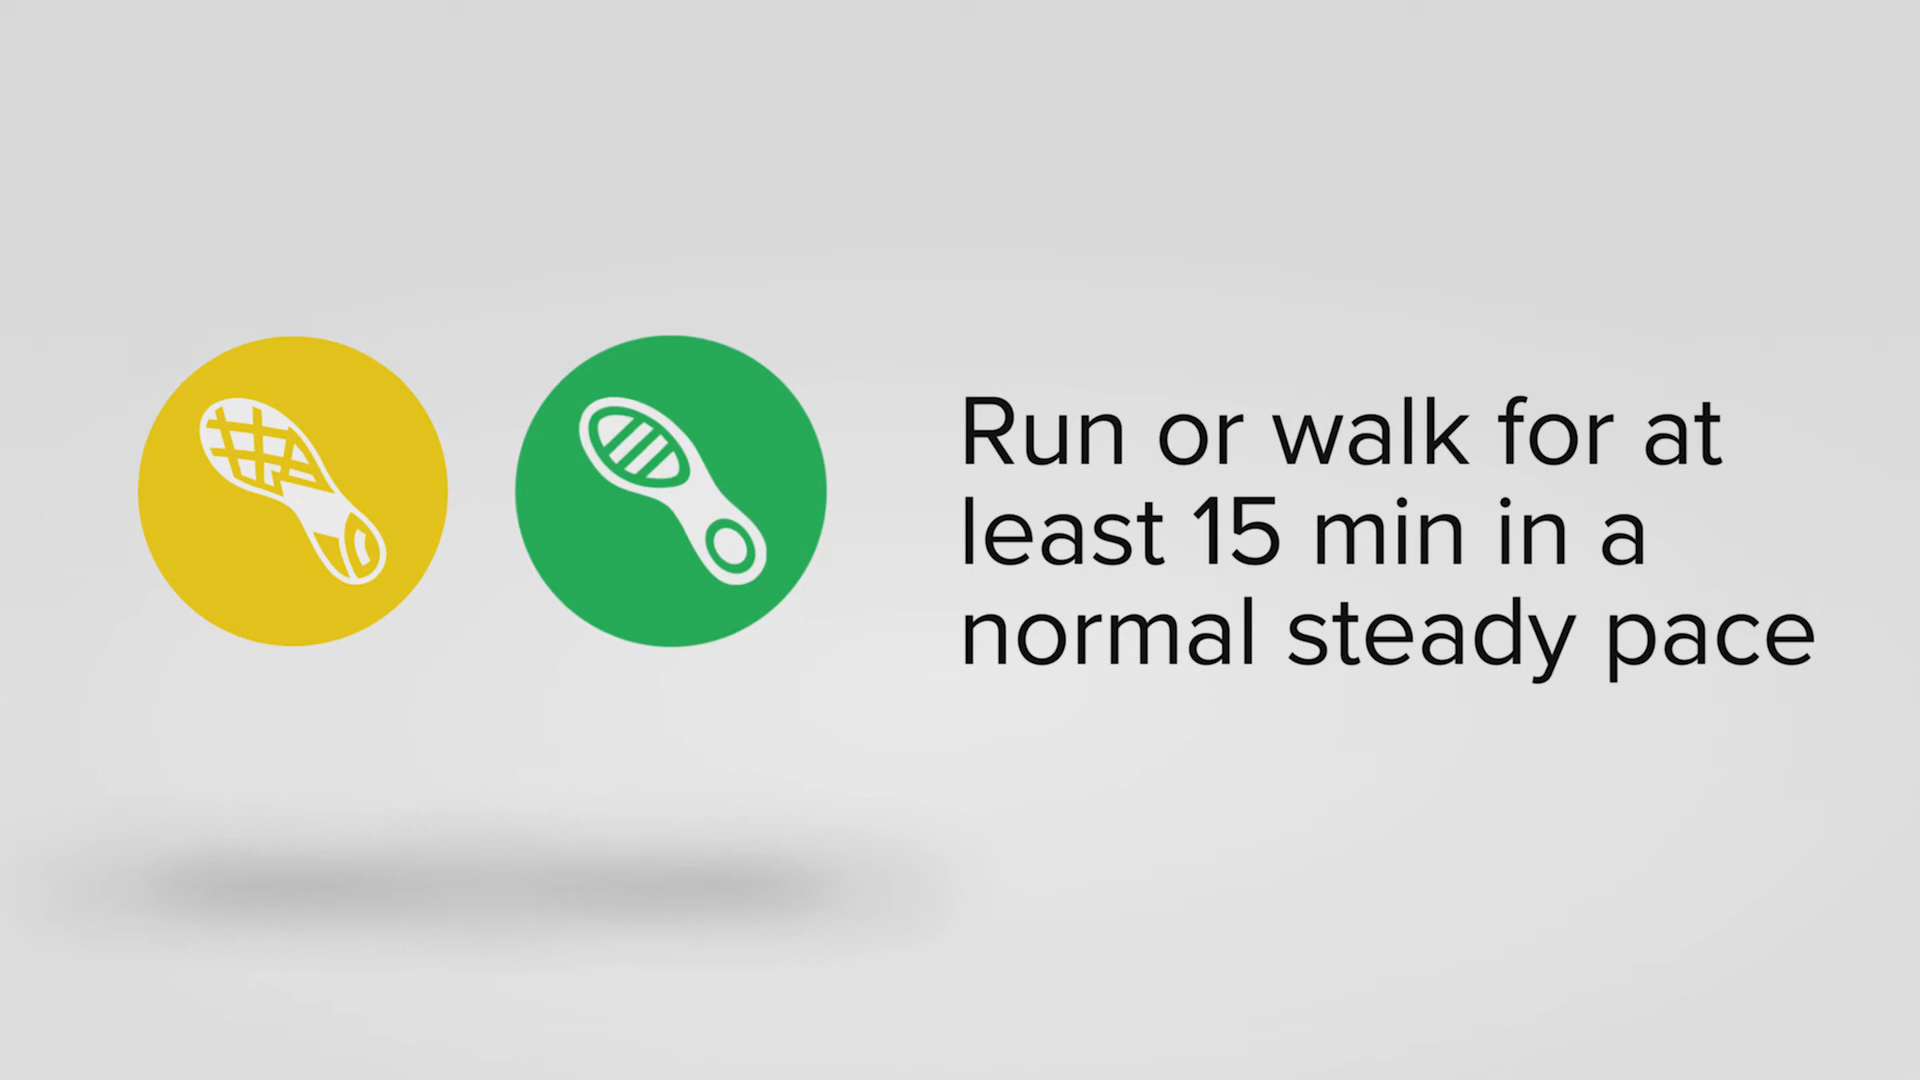 Run or walk for at
least 15 min in a
normal steady pace